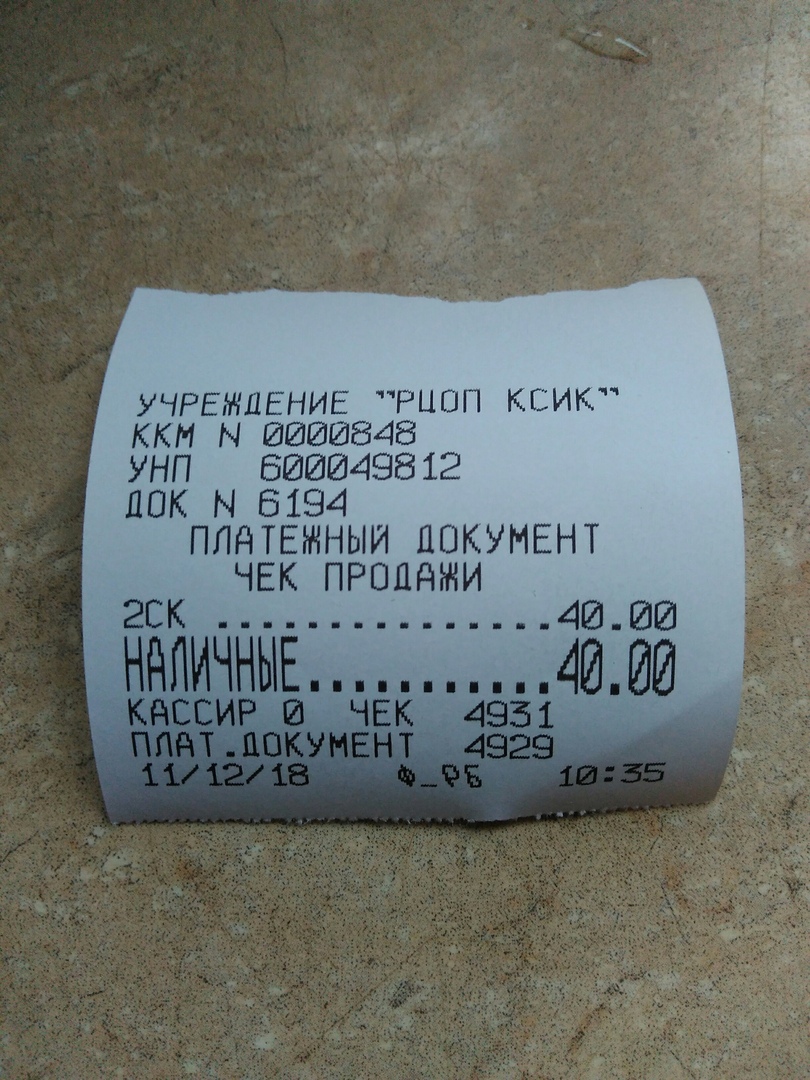 УЧРЕЖДЕНИЕ "РЦОП КСИК"
ККМ N 0000848
УНП 600049812
ДОК N 6194
ПЛАТЕЖНЫЙ ДОКУМЕНТ
ЧЕК ПРОДАЖИ
2СК ...............40.00
НАЛИЧНЫЕ...........40.00
КАССИР 0 ЧЕК 4931
ПЛАТ.ДОКУМЕНТ 4929
11/12/18 10:35